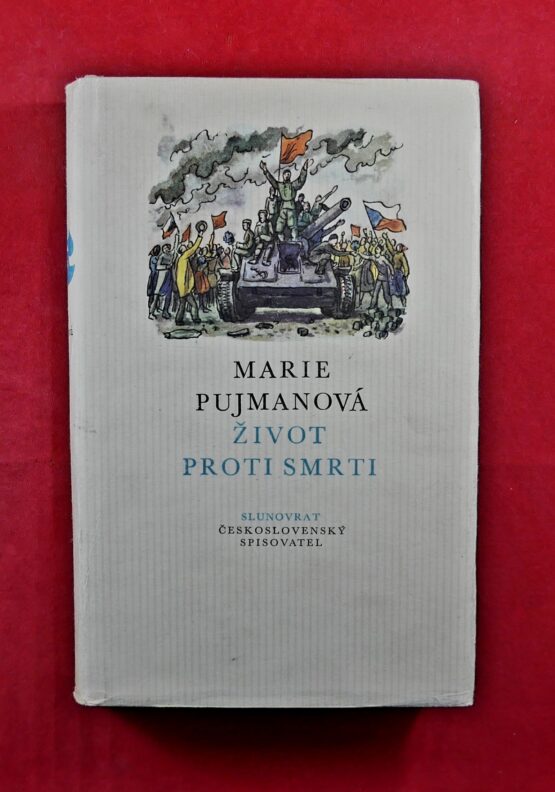 MARIE
PUJMANOVÁ
ŽIVOT
PROTI SMRTI
SLUNOVRAT
ČESKOSLOVENSKÝ
SPISOVATEL